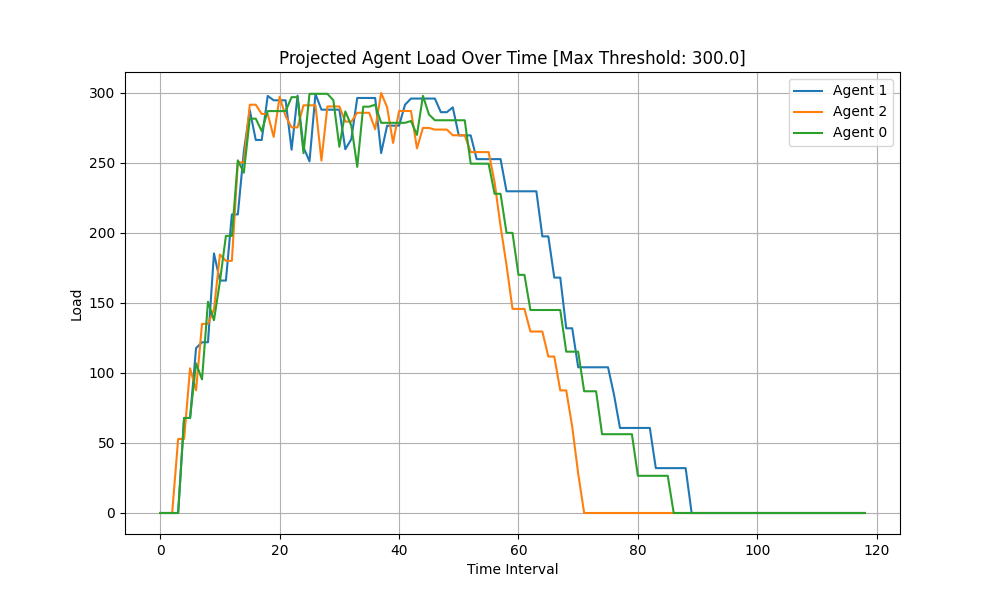 Projected Agent Load Over Time [Max Threshold: 300.0]
Agent 1
Agent 2
Agent 0
Load
300
250
200
150
100
50
0
0 20 40 60 80 100 120
Time Interval